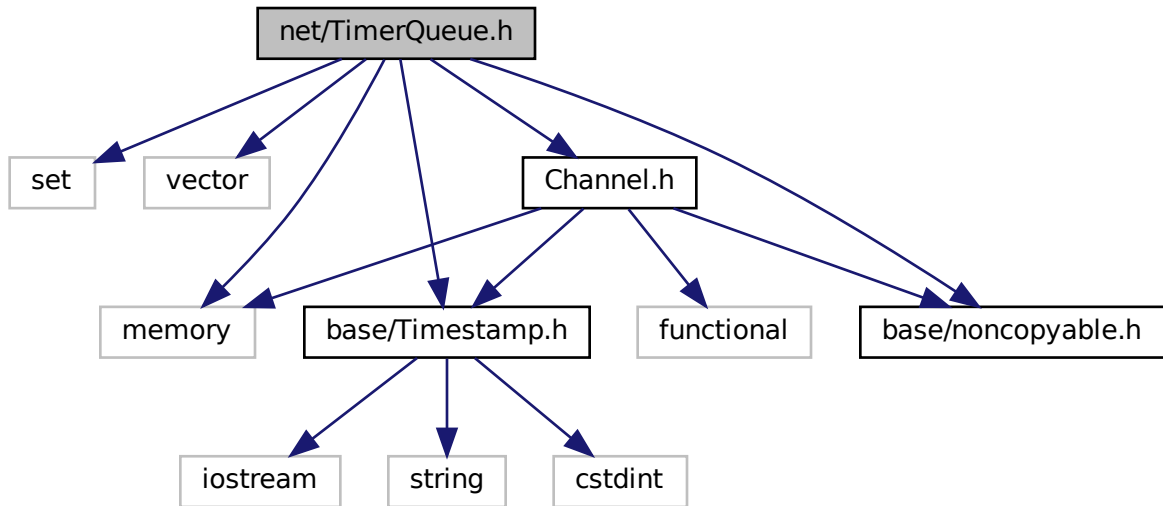 net/TimerQueue.h
set
vector
Channel.h
memory
base/Timestamp.h
functional
base/noncopyable.h
iostream
string
cstdint